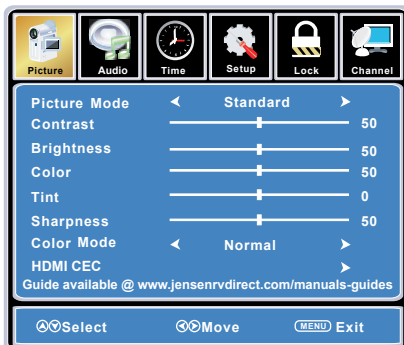 Picture Audio Time Setup Lock Channel
Picture Mode Standard
Contrast 50
Brightness 50
Color 50
Tint 0
Sharpness 50
Color Mode Normal
HDMI CEC
Guide available @ www.jensenrvdirect.com/manuals-guides
Select Move MENU Exit